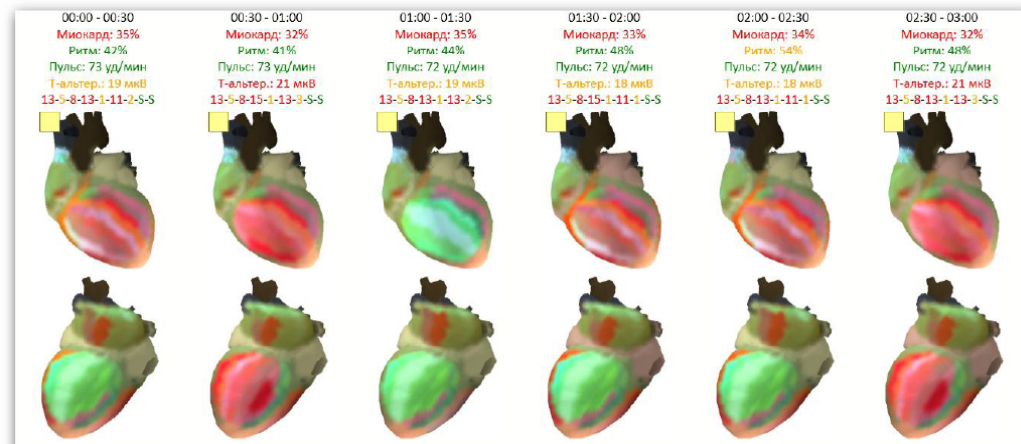 00:00 - 00:30
Миокард: 35%
Ритм: 42%
Пульс: 73 уд/мин
Т-альтер.: 19 мкВ
13-5-8-13-1-11-2-S-S
00:30 - 01:00
Миокард: 32%
Ритм: 41%
Пульс: 73 уд/мин
Т-альтер.: 21 мкВ
13-5-8-15-1-13-3-S-S
01:00 - 01:30
Миокард: 35%
Ритм: 44%
Пульс: 72 уд/мин
Т-альтер.: 19 мкВ
13-5-8-13-1-13-2-S-S
01:30 - 02:00
Миокард: 33%
Ритм: 48%
Пульс: 72 уд/мин
Т-альтер.: 18 мкВ
13-5-8-15-1-11-1-S-S
02:00 - 02:30
Миокард: 34%
Ритм: 54%
Пульс: 72 уд/мин
Т-альтер.: 18 мкВ
13-5-8-13-1-11-1-S-S
02:30 - 03:00
Миокард: 32%
Ритм: 48%
Пульс: 72 уд/мин
Т-альтер.: 21 мкВ
13-5-8-13-1-13-3-S-S